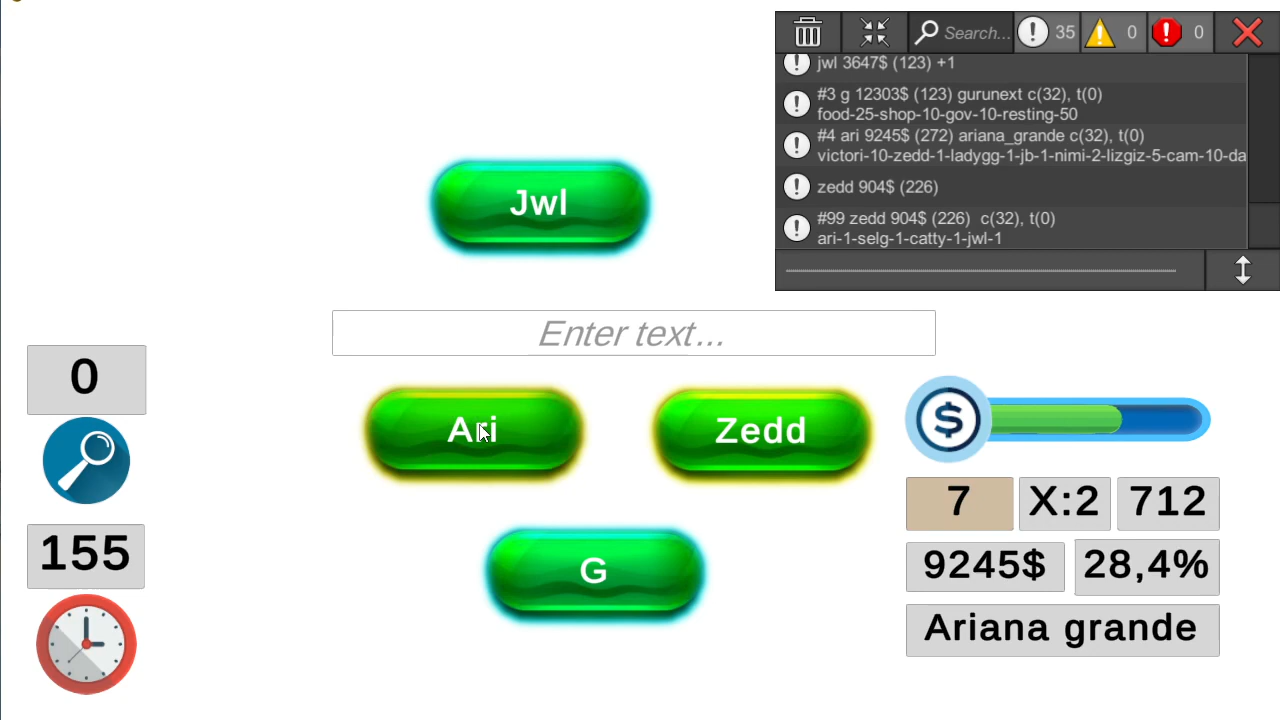 35
0
0
Search...
jwl 3647$ (123) +1
#3 g 12303$ (123) gurunext c(32), t(0)
food-25-shop-10-gov-10-resting-50
#4 ari 9245$ (272) ariana_grande c(32), t(0)
victori-10-zedd-1-ladygg-1-jb-1-nimi-2-lizgiz-5-cam-10-da
zedd 904$ (226)
#99 zedd 904$ (226)  c(32), t(0)
ari-1-selg-1-catty-1-jwl-1
Jwl
Enter text...
0
Ari
Zedd
$
7
X:2
712
155
G
9245$
28,4%
Ariana grande